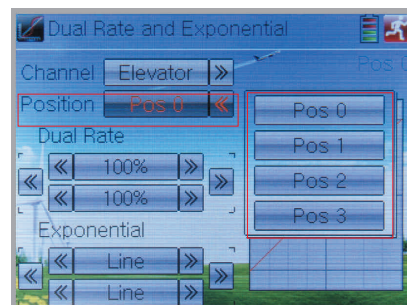 Dual Rate and Exponential
Channel Elevator
Position Pos 0
Pos 0
Pos 0
Pos 1
Pos 2
Pos 3
Dual Rate
100%
100%
Exponential
Line
Line